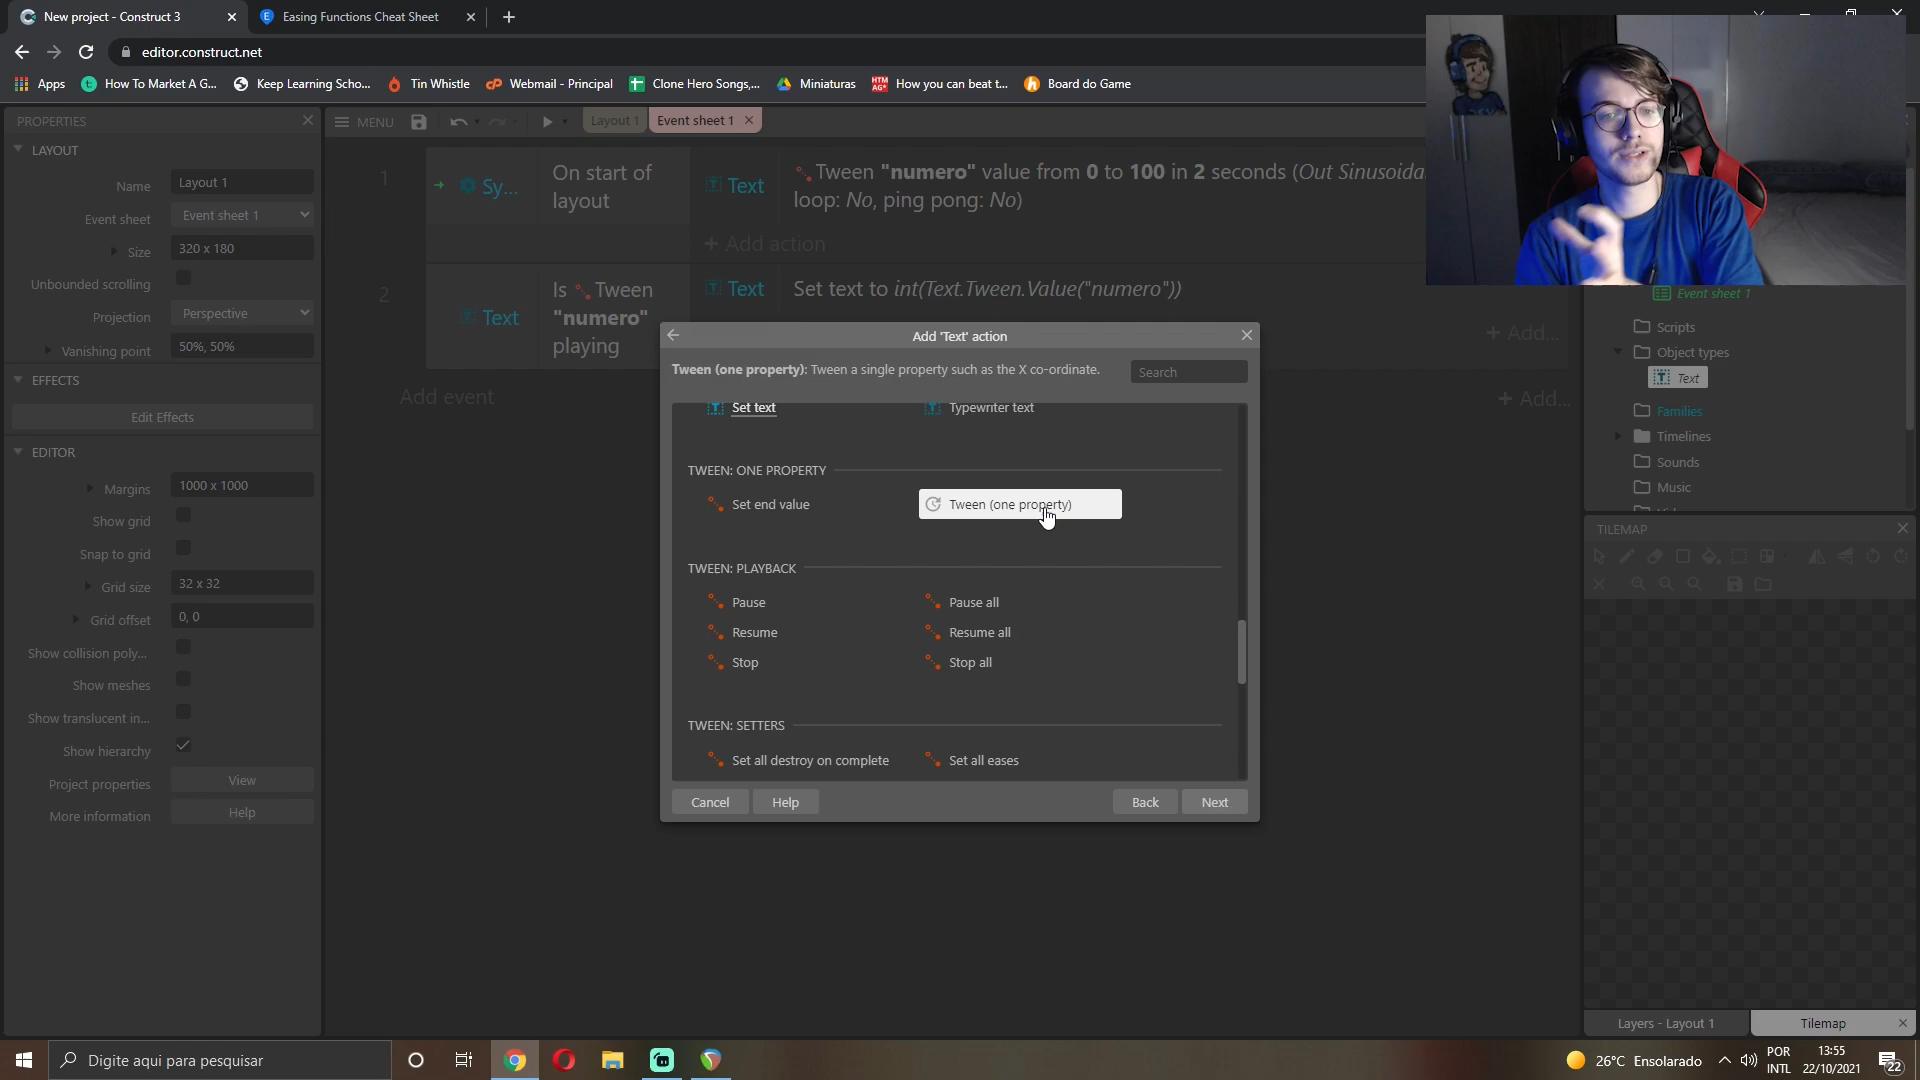 New project - Construct 3
Easing Functions Cheat Sheet
editor.construct.net
Apps
How To Market A G...
Keep Learning Scho...
Tin Whistle
Webmail - Principal
Clone Hero Songs,...
Miniaturas
How you can beat t...
Board do Game
PROPERTIES
MENU
Layout 1
Event sheet 1
LAYOUT
Name
Layout 1
Event sheet
Event sheet 1
Size
320 x 180
Unbounded scrolling
Projection
Perspective
Vanishing point
50%, 50%
EFFECTS
Edit Effects
EDITOR
Margins
1000 x 1000
Show grid
Snap to grid
Grid size
32 x 32
Grid offset
0, 0
Show collision poly...
Show meshes
Show translucent in...
Show hierarchy
Project properties
View
More information
Help
1
Sy...
On start of
layout
Text
Tween "numero" value from 0 to 100 in 2 seconds (Out Sinusoida
loop: No, ping pong: No)
+ Add action
2
Text
Is Tween
"numero"
playing
Text
Set text to int(Text.Tween.Value("numero"))
+ Add...
Add event
+ Add...
Add 'Text' action
Tween (one property): Tween a single property such as the X co-ordinate.
Search
Set text
Typewriter text
TWEEN: ONE PROPERTY
Set end value
Tween (one property)
TWEEN: PLAYBACK
Pause
Pause all
Resume
Resume all
Stop
Stop all
TWEEN: SETTERS
Set all destroy on complete
Set all eases
Cancel
Help
Back
Next
Event sheet 1
Scripts
Object types
Text
Families
Timelines
Sounds
Music
TILEMAP
Layers - Layout 1
Tilemap
Digite aqui para pesquisar
26°C Ensolarado
POR
INTL
13:55
22/10/2021
22